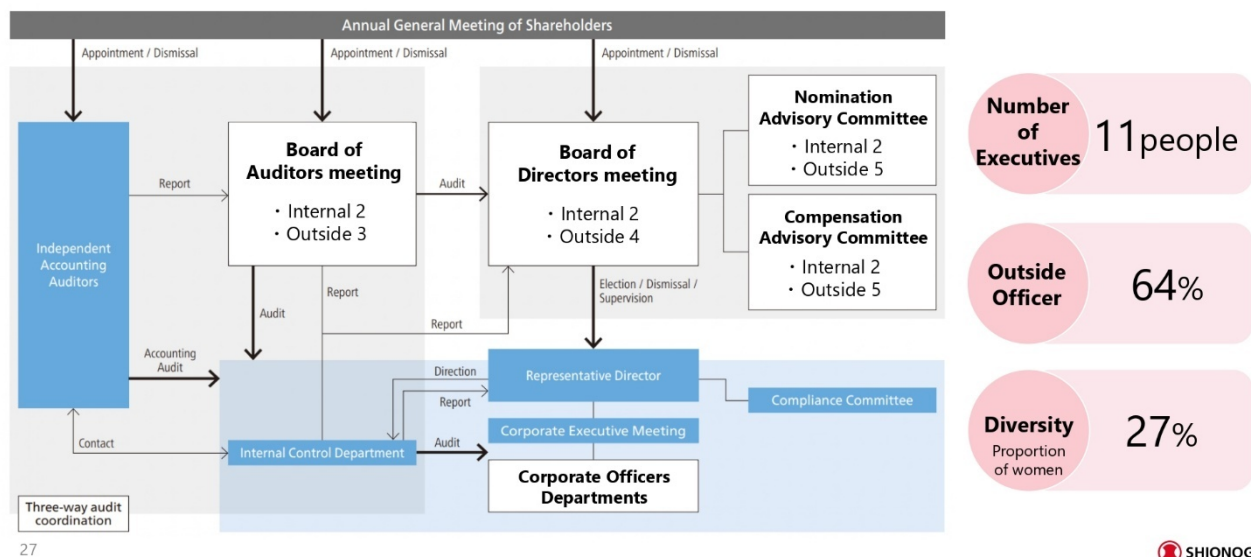 Annual General Meeting of Shareholders
Appointment / Dismissal
Appointment / Dismissal
Appointment / Dismissal
Independent
Accounting
Auditors
Report
Board of
Auditors meeting
・Internal 2
・Outside 3
Audit
Board of
Directors meeting
・Internal 2
・Outside 4
Nomination
Advisory Committee
・Internal 2
・Outside 5
Compensation
Advisory Committee
・Internal 2
・Outside 5
Audit
Report
Report
Election / Dismissal /
Supervision
Accounting
Audit
Direction
Report
Representative Director
Compliance Committee
Corporate Executive Meeting
Contact
Internal Control Department
Audit
Corporate Officers
Departments
Three-way audit
coordination
Number
of
Executives
11people
Outside
Officer
64%
Diversity
Proportion
of women
27%
27
SHIONOG